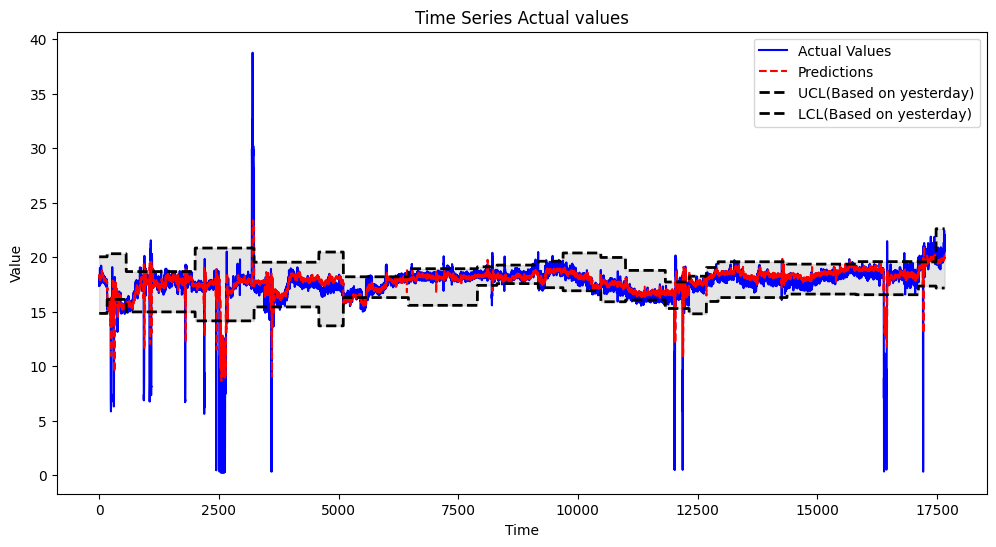 Time Series Actual values
Actual Values
Predictions
UCL(Based on yesterday)
LCL(Based on yesterday)
Value
40
35
30
25
20
15
10
5
0
0 2500 5000 7500 10000 12500 15000 17500
Time